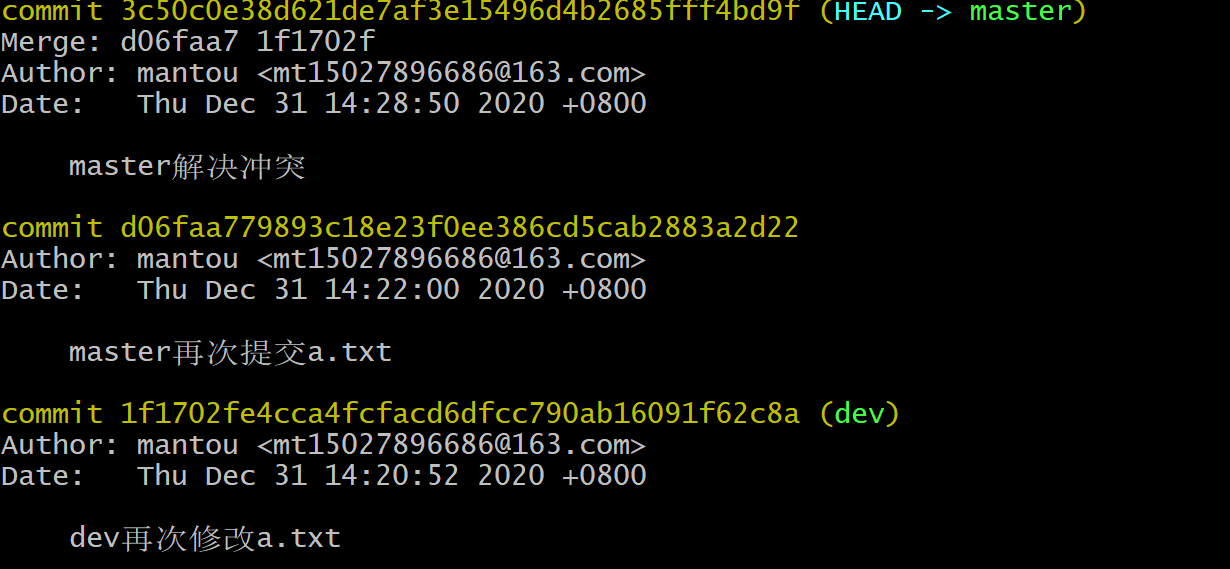 commit 3c50c0e38d621de7af3e15496d4b2685fff4bd9f (HEAD -> master)
Merge: d06faa7 1f1702f
Author: mantou <mt15027896686@163.com>
Date:   Thu Dec 31 14:28:50 2020 +0800
    master解决冲突
commit d06faa779893c18e23f0ee386cd5cab2883a2d22
Author: mantou <mt15027896686@163.com>
Date:   Thu Dec 31 14:22:00 2020 +0800
    master再次提交a.txt
commit 1f1702fe4cca4fcfacd6dfcc790ab16091f62c8a (dev)
Author: mantou <mt15027896686@163.com>
Date:   Thu Dec 31 14:20:52 2020 +0800
    dev再次修改a.txt